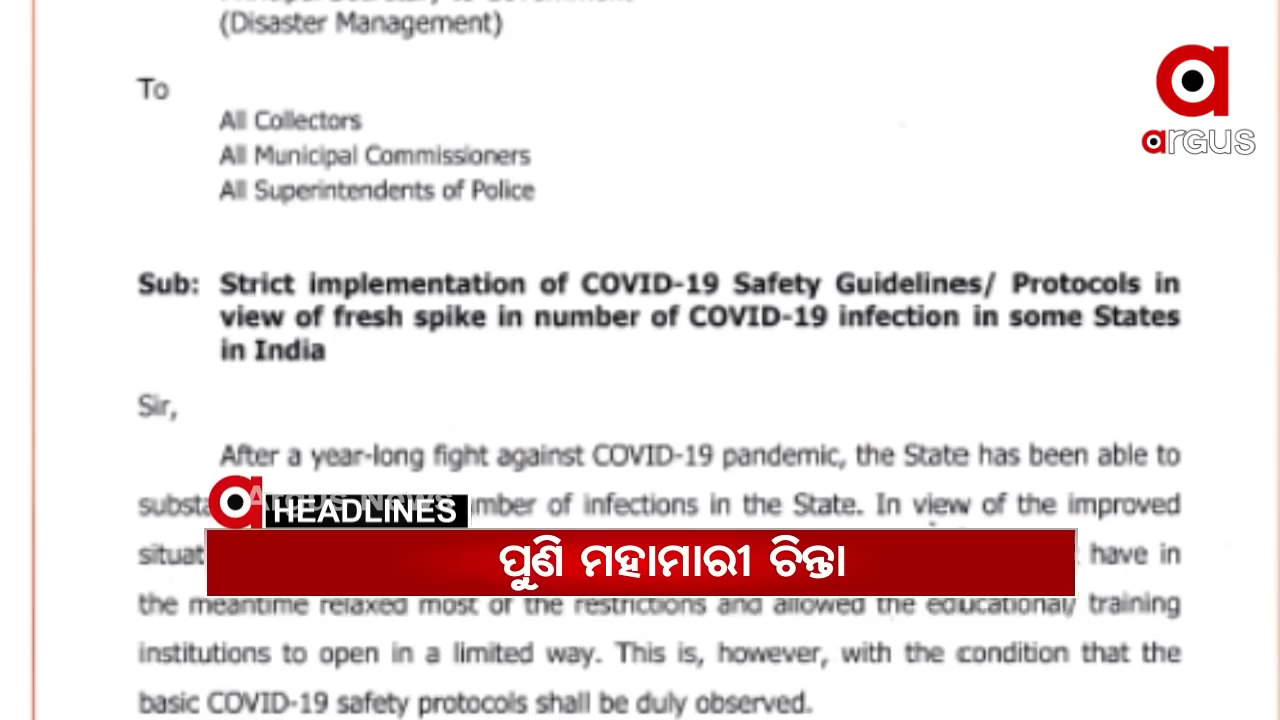 (Disaster Management)
To
All Collectors
All Municipal Commissioners
All Superintendents of Police
argus
Sub: Strict implementation of COVID-19 Safety Guidelines/ Protocols in
view of fresh spike in number of COVID-19 infection in some States
in India
Sir,
After a year-long fight against COVID-19 pandemic, the State has been able to
of infections in the State. In view of the improved
HEADLINES
ପୁଣି ମହାମାରୀ ଚିନ୍ତା
have in
the meantime relaxed most of the restrictions and allowed the educational/ training
institutions to open in a limited way. This is, however, with the condition that the
basic COVID-19 safety protocols shall be duly observed.